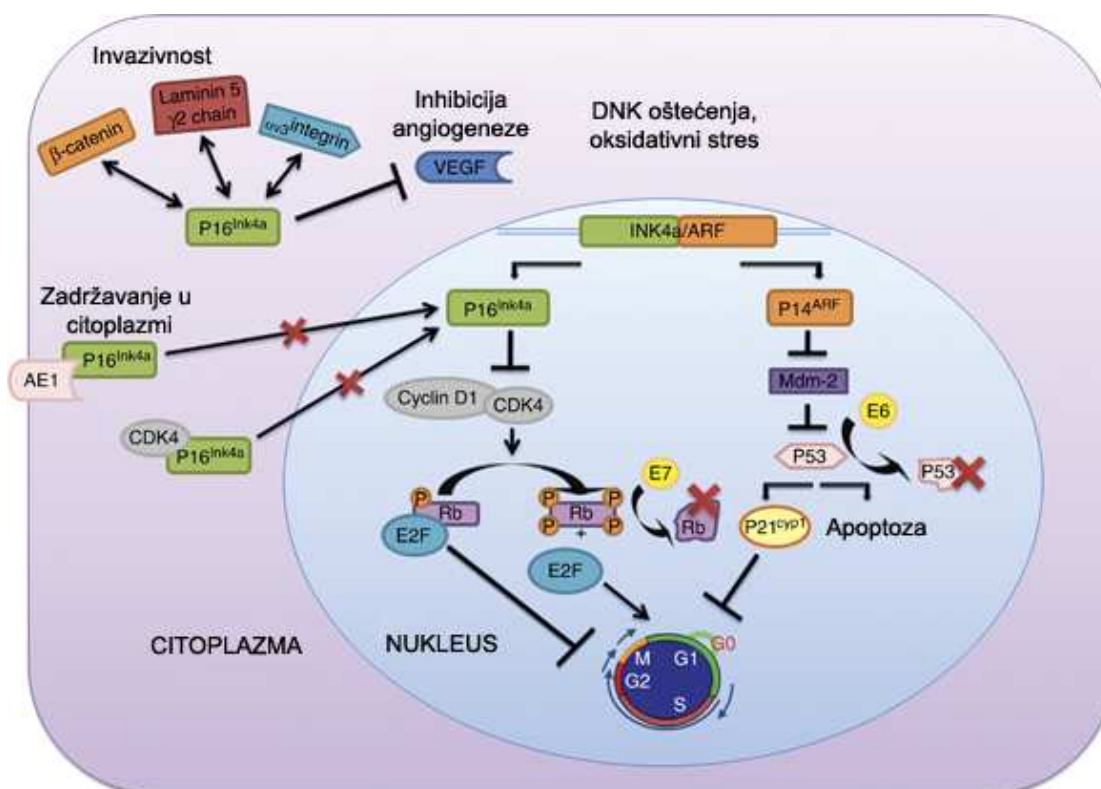 Invazivnost
β-catenin
Laminin 5
γ2 chain
αv3integrin
P16Ink4a
Inhibicija
angiogeneze
VEGF
DNK oštećenja,
oksidativni stres
INK4a/ARF
Zadržavanje u
citoplazmi
P16Ink4a
AE1
CDK4
P16Ink4a
P16Ink4a
P14ARF
Cyclin D1
CDK4
Mdm-2
E6
P53
P53
P
Rb
E2F
P
P
Rb
P
P
+
E2F
E7
Rb
P21cyp1
Apoptoza
CITOPLAZMA
NUKLEUS
M
G1
G0
G2
S